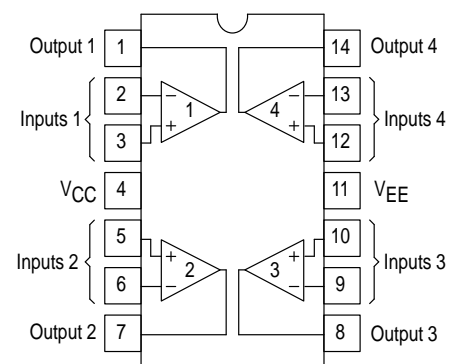 Output 1 1 14 Output 4
2 − − 13
Inputs 1 1 4 Inputs 4
3 + + 12
VCC 4 11 VEE
5 + + 10
Inputs 2 2 3 Inputs 3
6 − − 9
Output 2 7 8 Output 3